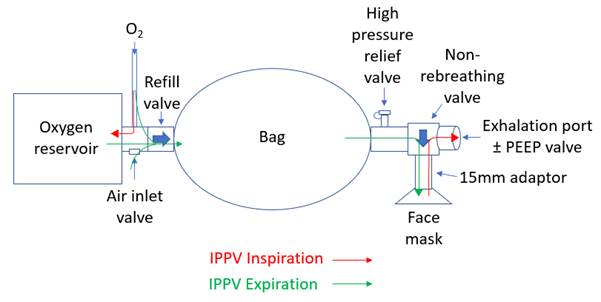 O2
High
pressure
relief
valve
Non-
rebreathing
valve
Refill
valve
Oxygen
reservoir
Bag
Exhalation port
± PEEP valve
Air inlet
valve
15mm adaptor
Face
mask
IPPV Inspiration
IPPV Expiration